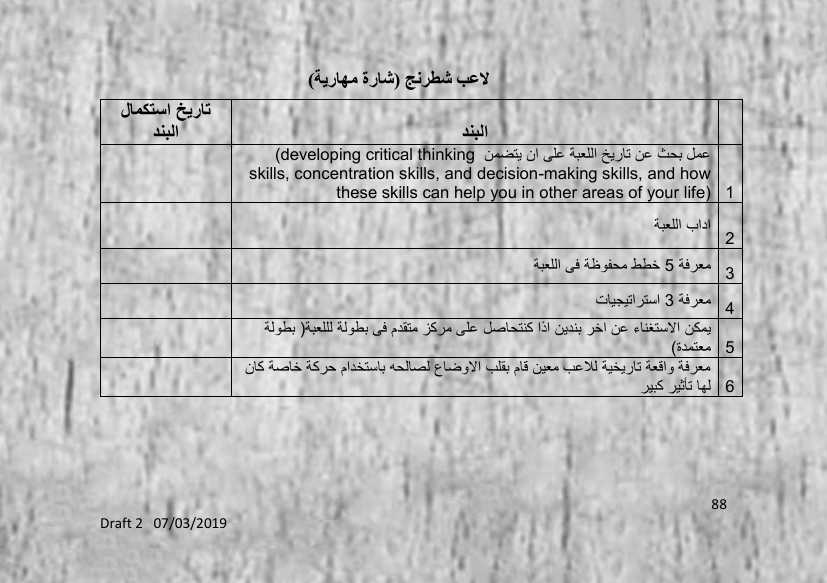 لاعب شطرنج (شارة مهارية)
البند
تاريخ استكمال
البند
1
عمل بحث عن تاريخ اللعبة على ان يتضمن (developing critical thinking
skills, concentration skills, and decision-making skills, and how
these skills can help you in other areas of your life)
2
اداب اللعبة
3
معرفة 5 خطط محفوظة فى اللعبة
4
معرفة 3 استراتيجيات
5
يمكن الاستغناء عن اخر بندين اذا كنتحاصل على مركز متقدم فى بطولة لللعبة( بطولة
معتمدة)
6
معرفة واقعة تاريخية للاعب معين قام بقلب الاوضاع لصالحه باستخدام حركة خاصة كان
لها تأثير كبير
88
Draft 2 07/03/2019